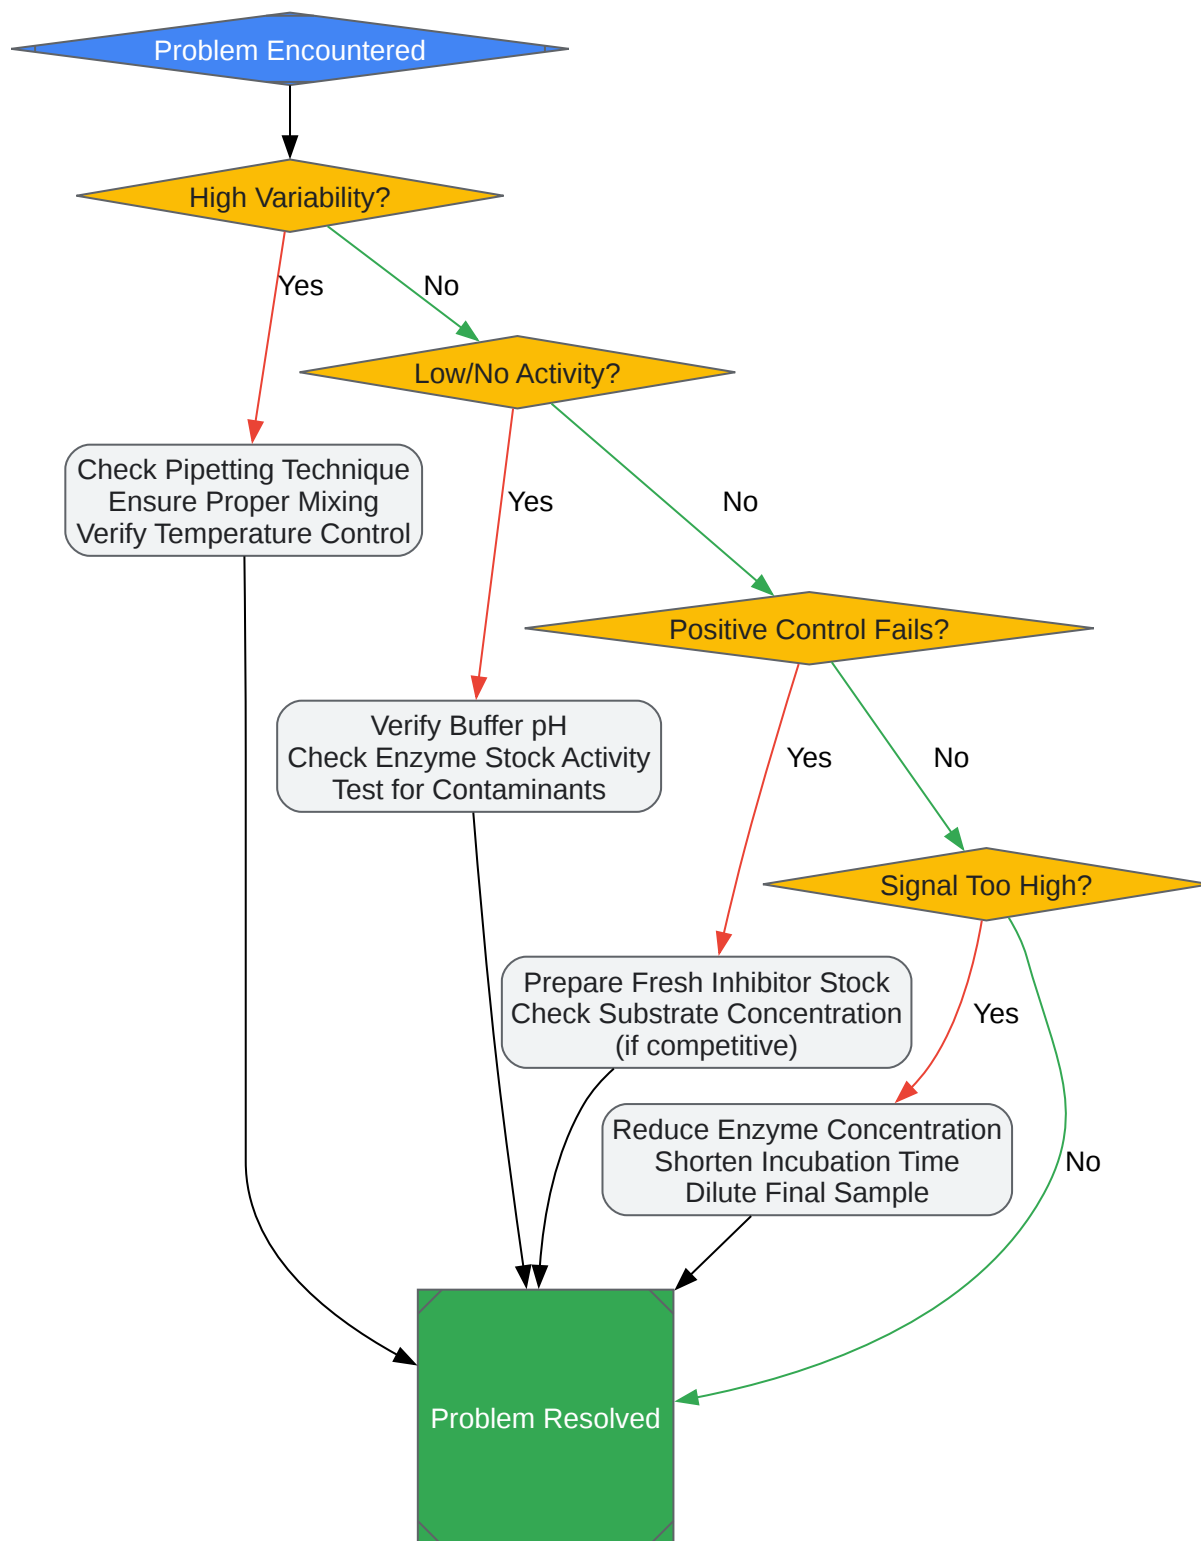 Problem Encountered
High Variability?
Yes
No
Low/No Activity?
Check Pipetting Technique
Ensure Proper Mixing
Verify Temperature Control
Yes
No
Positive Control Fails?
Verify Buffer pH
Check Enzyme Stock Activity
Test for Contaminants
Yes
No
Signal Too High?
Prepare Fresh Inhibitor Stock
Check Substrate Concentration
(if competitive)
Yes
Reduce Enzyme Concentration
Shorten Incubation Time
Dilute Final Sample
No
Problem Resolved